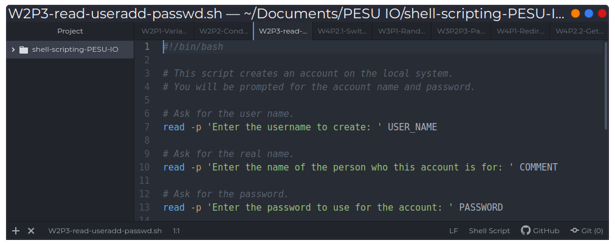 W2P3-read-useradd-passwd.sh — ~/Documents/PESU IO/shell-scripting-PESU-I...
Project
W2P1-Varia...
W2P2-Cond...
W2P3-read-...
W4P2.1-Swit...
W3P1-Rand...
W3P2P3-Pa...
W4P1-Redir...
W4P2.2-Get...
shell-scripting-PESU-IO
1 #!/bin/bash
2
3 # This script creates an account on the local system.
4 # You will be prompted for the account name and password.
5
6 # Ask for the user name.
7 read -p 'Enter the username to create: ' USER_NAME
8
9 # Ask for the real name.
10 read -p 'Enter the name of the person who this account is for: ' COMMENT
11
12 # Ask for the password.
13 read -p 'Enter the password to use for the account: ' PASSWORD
14
W2P3-read-useradd-passwd.sh 1:1 LF Shell Script GitHub Git (0)